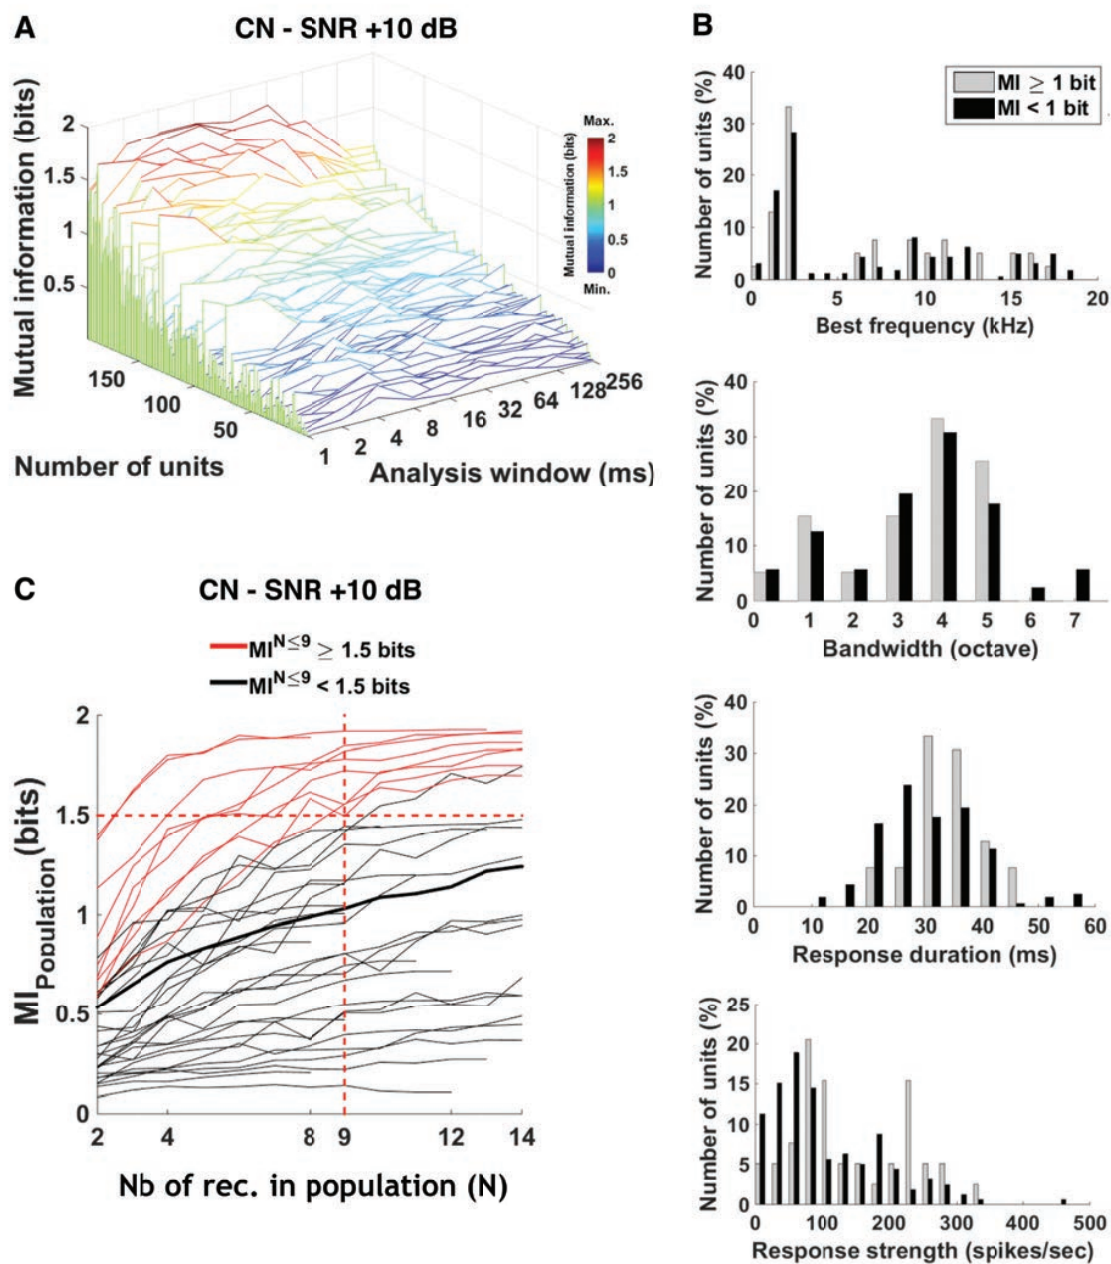 A
CN - SNR +10 dB
Mutual information (bits)
2
1.5
1
0.5
150
100
50
Number of units
1 2 4 8 16 32 64 128 256
Analysis window (ms)
Max.
2
1.5
1
0.5
0
Min.
Mutual information (bits)
B
MI ≥ 1 bit
MI < 1 bit
Number of units (%)
40
30
20
10
0
0 5 10 15 20
Best frequency (kHz)
Number of units (%)
40
30
20
10
0
0 1 2 3 4 5 6 7
Bandwidth (octave)
Number of units (%)
40
30
20
10
0
0 10 20 30 40 50 60
Response duration (ms)
Number of units (%)
25
20
15
10
5
0
0 100 200 300 400 500
Response strength (spikes/sec)
C
CN - SNR +10 dB
MI^N≤9 ≥ 1.5 bits
MI^N≤9 < 1.5 bits
MI_Population (bits)
2
1.5
1
0.5
0
2 4 8 9 12 14
Nb of rec. in population (N)